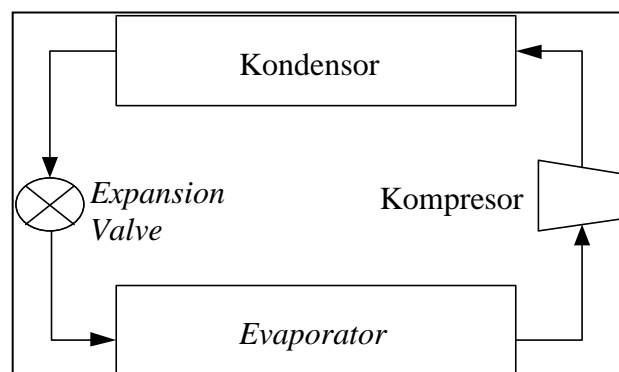 Kondensor
Expansion
Valve
Kompresor
Evaporator